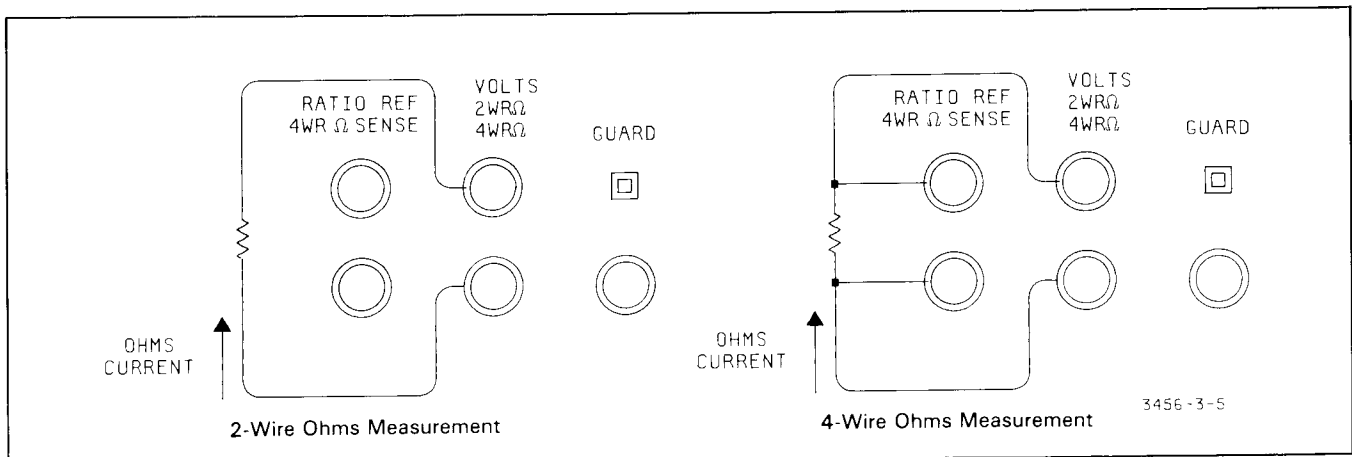 RATIO REF
4WR Ω SENSE
VOLTS
2WRΩ
4WRΩ
GUARD
OHMS
CURRENT
2-Wire Ohms Measurement
RATIO REF
4WR Ω SENSE
VOLTS
2WRΩ
4WRΩ
GUARD
OHMS
CURRENT
4-Wire Ohms Measurement
3456-3-5